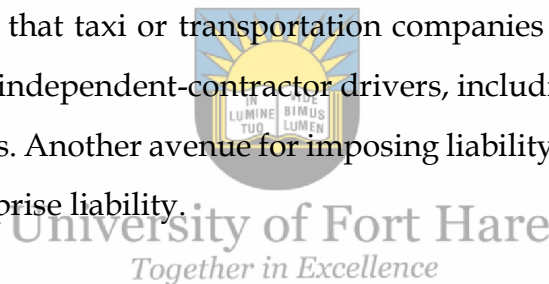 that taxi or transportation companies
independent-contractor drivers, includi
IN VIDE
LUMINE BIMUS
TUO LUMEN
s. Another avenue for imposing liability
prise liability.
University of Fort Hare
Together in Excellence